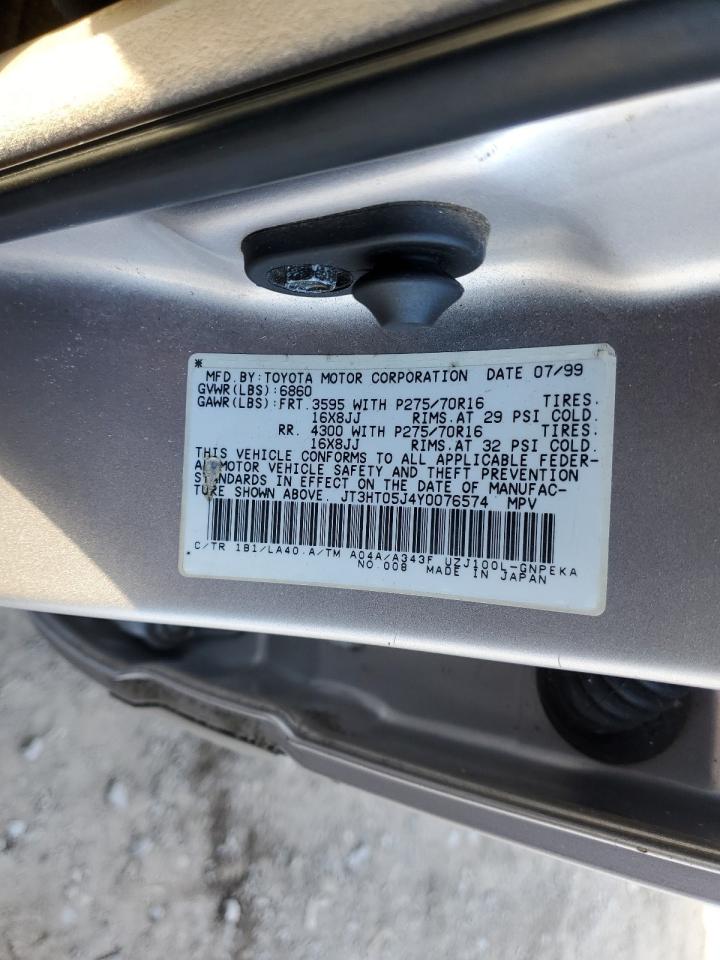 *
MFD.BY:TOYOTA MOTOR CORPORATION DATE 07/99
GVWR(LBS):6860
GAWR(LBS):FRT.3595 WITH P275/70R16 TIRES.
16X8JJ RIMS.AT 29 PSI COLD.
RR. 4300 WITH P275/70R16 TIRES.
16X8JJ RIMS.AT 32 PSI COLD.
THIS VEHICLE CONFORMS TO ALL APPLICABLE FEDER-
AL MOTOR VEHICLE SAFETY AND THEFT PREVENTION
STANDARDS IN EFFECT ON THE DATE OF MANUFAC-
TURE SHOWN ABOVE. JT3HT05J4Y0076574 MPV
C/TR 1B1/LA40.A/TM A04A/A343F UZJ100L-GNPEKA
NO.008 MADE IN JAPAN